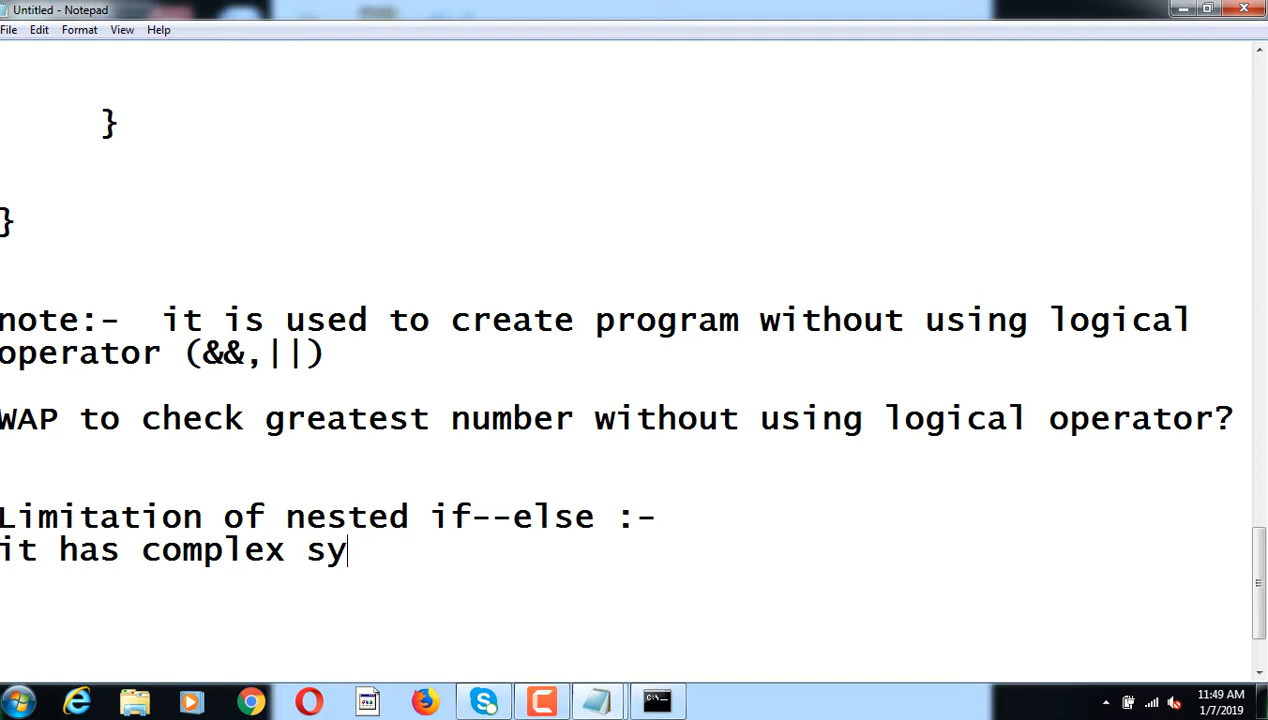 Untitled - Notepad
File Edit Format View Help
}
}
note:-  it is used to create program without using logical
operator (&&,||)
WAP to check greatest number without using logical operator?
Limitation of nested if--else :-
it has complex sy
11:49 AM
1/7/2019